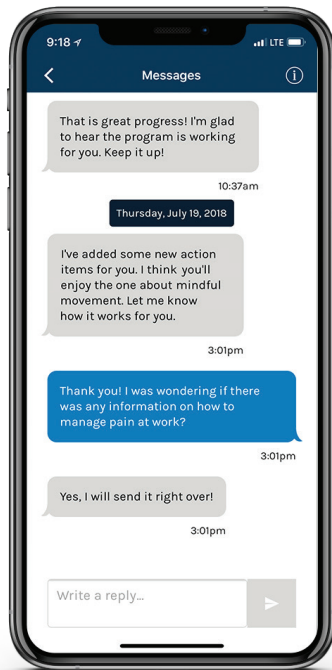 9:18
LTE
Messages
That is great progress! I'm glad
to hear the program is working
for you. Keep it up!
10:37am
Thursday, July 19, 2018
I've added some new action
items for you. I think you'll
enjoy the one about mindful
movement. Let me know
how it works for you.
3:01pm
Thank you! I was wondering if there
was any information on how to
manage pain at work?
3:01pm
Yes, I will send it right over!
3:01pm
Write a reply...